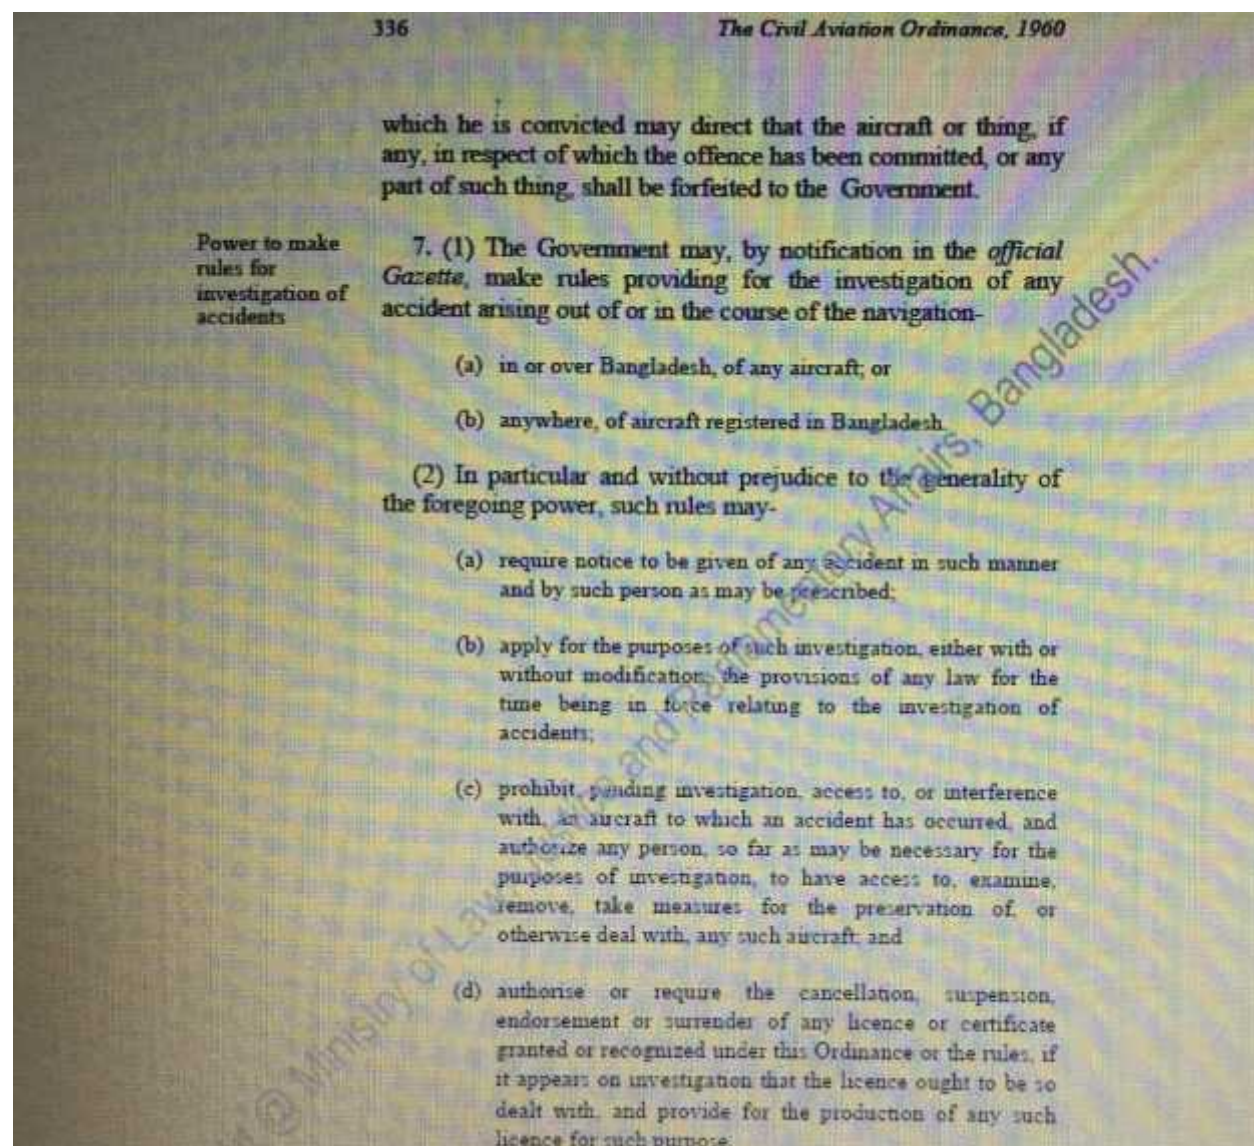 336 The Civil Aviation Ordinance, 1960
which he is convicted may direct that the aircraft or thing, if
any, in respect of which the offence has been committed, or any
part of such thing, shall be forfeited to the Government.
Power to make
rules for
investigation of
accidents
7. (1) The Government may, by notification in the official
Gazette, make rules providing for the investigation of any
accident arising out of or in the course of the navigation-
(a) in or over Bangladesh, of any aircraft; or
(b) anywhere, of aircraft registered in Bangladesh
(2) In particular and without prejudice to the generality of
the foregoing power, such rules may-
(a) require notice to be given of any accident in such manner
and by such person as may be prescribed;
(b) apply for the purposes of such investigation, either with or
without modification, the provisions of any law for the
time being in force relating to the investigation of
accidents;
(c) prohibit, pending investigation, access to, or interference
with, an aircraft to which an accident has occurred, and
authorize any person, so far as may be necessary for the
purposes of investigation, to have access to, examine,
remove, take measures for the preservation of, or
otherwise deal with, any such aircraft; and
(d) authorise or require the cancellation, suspension,
endorsement or surrender of any licence or certificate
granted or recognized under this Ordinance or the rules, if
it appears on investigation that the licence ought to be so
dealt with, and provide for the production of any such
licence for such purpose.
@ Ministry of Law, and Parliamentary Affairs, Bangladesh.